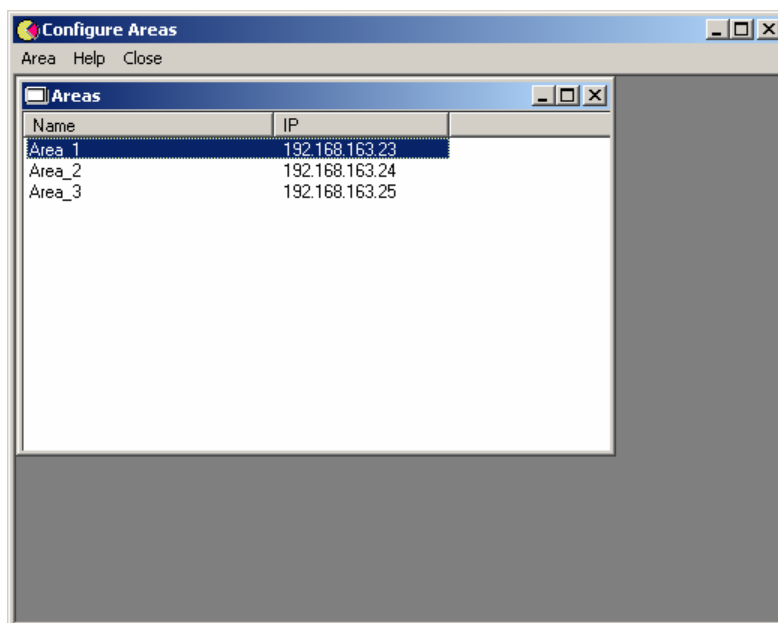 Configure Areas
Area Help Close
Areas
Name IP
Area_1 192.168.163.23
Area_2 192.168.163.24
Area_3 192.168.163.25